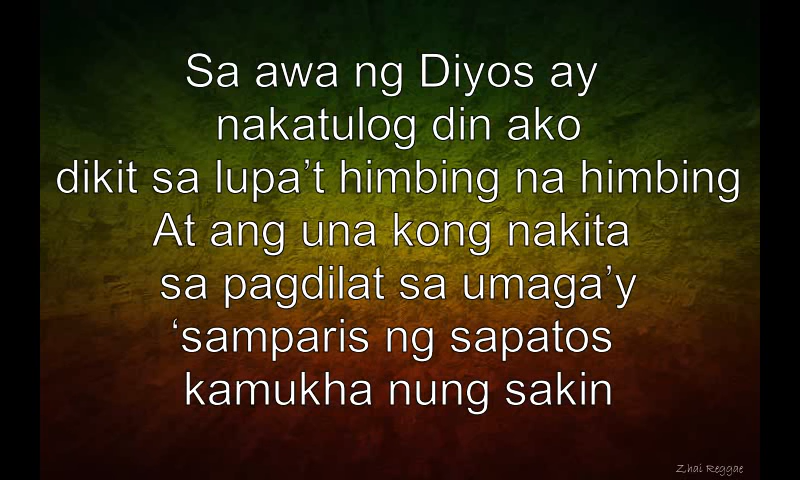 Sa awa ng Diyos ay
nakatulog din ako
dikit sa lupa’t himbing na himbing
At ang una kong nakita
sa pagdilat sa umaga’y
‘samparis ng sapatos
kamukha nung sakin
Zhai Reggae